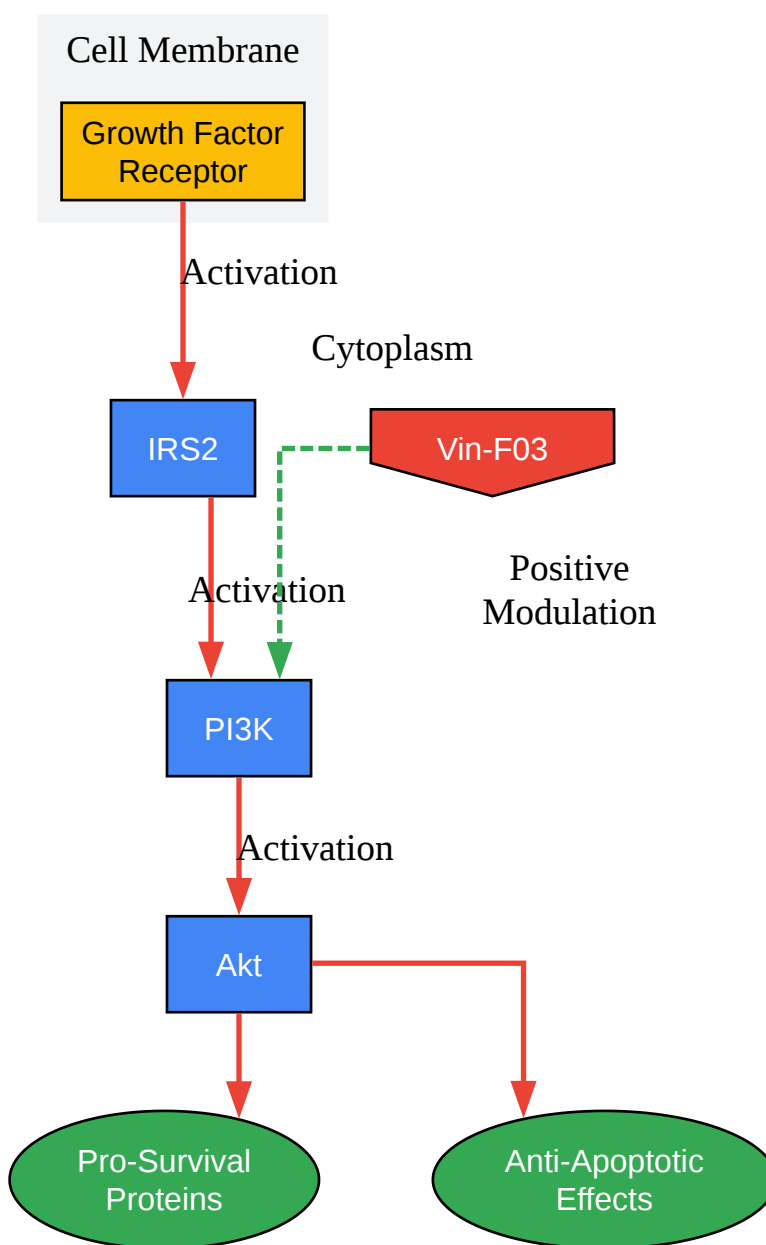 Cell Membrane
Growth Factor
Receptor
Activation
Cytoplasm
IRS2
Vin-F03
Activation
Positive
Modulation
PI3K
Activation
Akt
Pro-Survival
Proteins
Anti-Apoptotic
Effects